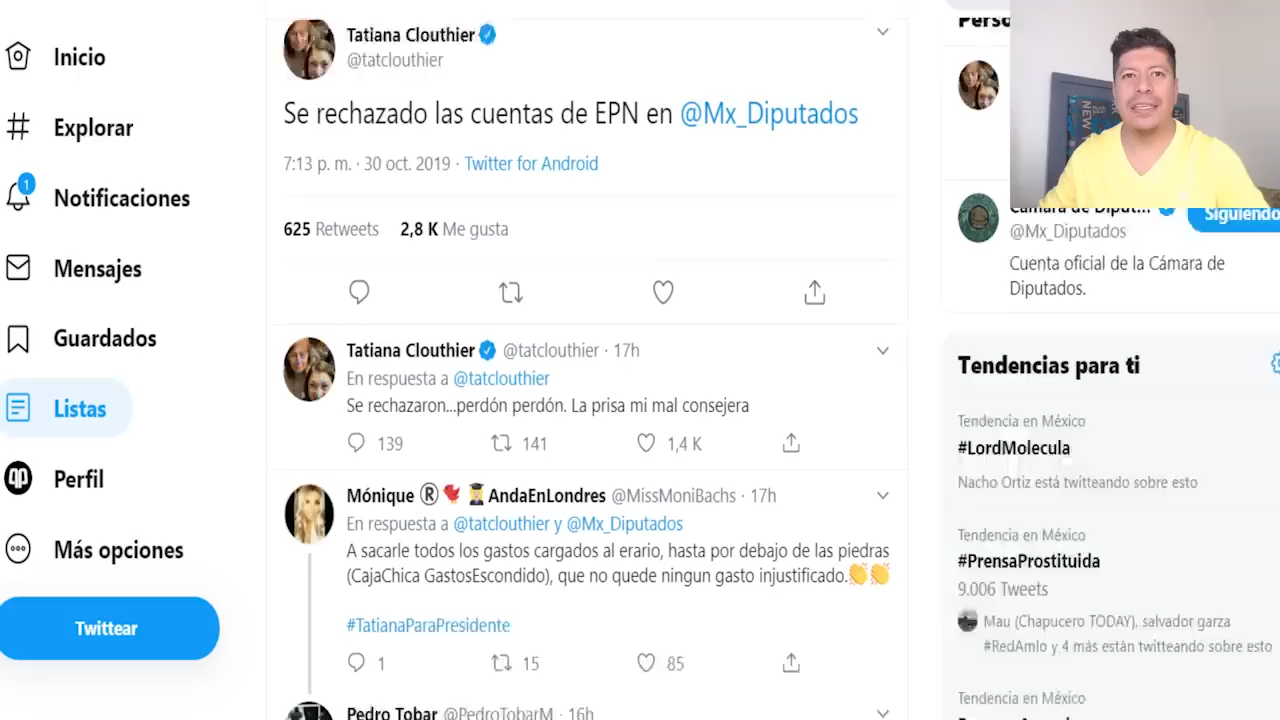 Inicio
Explorar
1
Notificaciones
Mensajes
Guardados
Listas
Perfil
Más opciones
Twittear
Tatiana Clouthier
@tatclouthier
Se rechazado las cuentas de EPN en @Mx_Diputados
7:13 p. m. · 30 oct. 2019 · Twitter for Android
625 Retweets 2,8 K Me gusta
Tatiana Clouthier @tatclouthier · 17h
En respuesta a @tatclouthier
Se rechazaron...perdón perdón. La prisa mi mal consejera
139 141 1,4 K
Mónique ® AndaEnLondres @MissMoniBachs · 17h
En respuesta a @tatclouthier y @Mx_Diputados
A sacarle todos los gastos cargados al erario, hasta por debajo de las piedras
(CajaChica GastosEscondido), que no quede ningun gasto injustificado.👏👏
#TatianaParaPresidente
1 15 85
Pedro Tobar @PedroTobarM · 16h
NEW
Cámara de Diput...
Siguiendo
@Mx_Diputados
Cuenta oficial de la Cámara de
Diputados.
Tendencias para ti
Tendencia en México
#LordMolecula
Nacho Ortiz está twitteando sobre esto
Tendencia en México
#PrensaProstituida
9.006 Tweets
Mau (Chapucero TODAY), salvador garza
#RedAmlo y 4 más están twitteando sobre esto
Tendencia en México